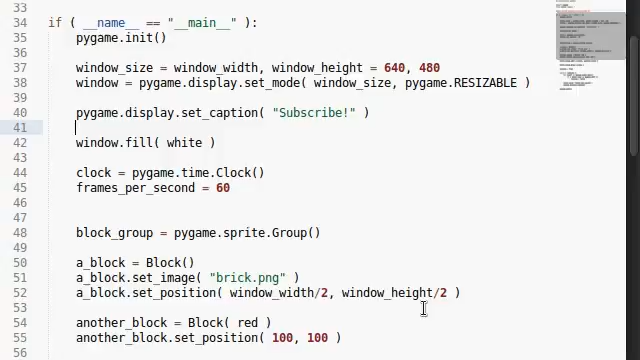 33
34 if ( __name__ == "__main__" ):
35 pygame.init()
36
37 window_size = window_width, window_height = 640, 480
38 window = pygame.display.set_mode( window_size, pygame.RESIZABLE )
39
40 pygame.display.set_caption( "Subscribe!" )
41
42 window.fill( white )
43
44 clock = pygame.time.Clock()
45 frames_per_second = 60
46
47
48 block_group = pygame.sprite.Group()
49
50 a_block = Block()
51 a_block.set_image( "brick.png" )
52 a_block.set_position( window_width/2, window_height/2 )
53
54 another_block = Block( red )
55 another_block.set_position( 100, 100 )
56